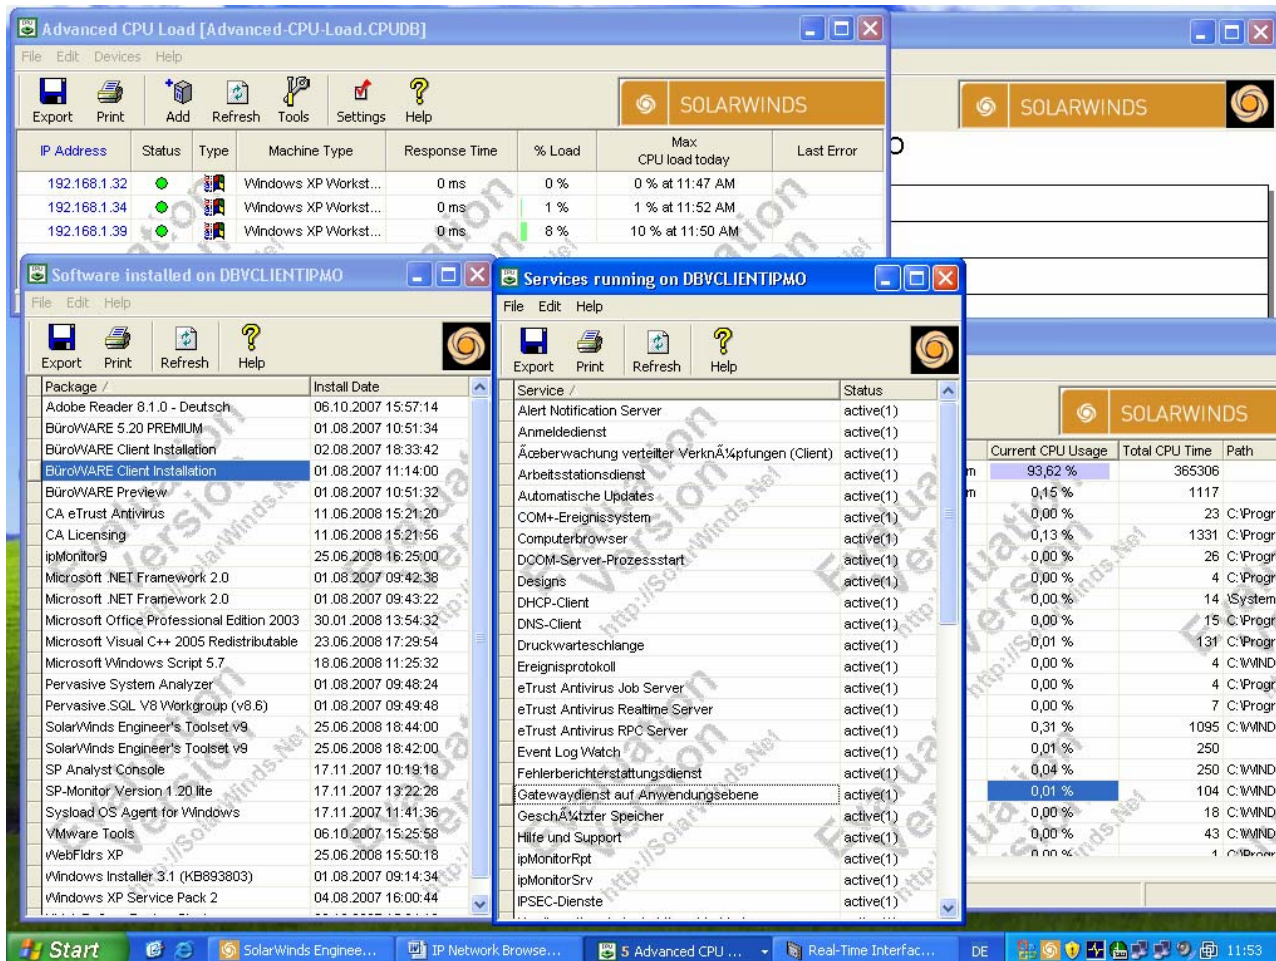 Advanced CPU Load [Advanced-CPU-Load.CPUDB]
File Edit Devices Help
Export Print Add Refresh Tools Settings Help
SOLARWINDS
SOLARWINDS
IP Address Status Type Machine Type Response Time % Load Max CPU load today Last Error
192.168.1.32 Windows XP Workst... 0 ms 0 % 0 % at 11:47 AM
192.168.1.34 Windows XP Workst... 0 ms 1 % 1 % at 11:52 AM
192.168.1.39 Windows XP Workst... 0 ms 8 % 10 % at 11:50 AM
Software installed on DBVCLIENTIPMO
File Edit Help
Export Print Refresh Help
Package Install Date
Adobe Reader 8.1.0 - Deutsch 06.10.2007 15:57:14
BüroWARE 5.20 PREMIUM 01.08.2007 10:51:34
BüroWARE Client Installation 02.08.2007 18:33:42
BüroWARE Client Installation 01.08.2007 11:14:00
BüroWARE Preview 01.08.2007 10:51:32
CA eTrust Antivirus 11.06.2008 15:21:20
CA Licensing 11.06.2008 15:21:56
ipMonitor9 25.06.2008 16:25:00
Microsoft .NET Framework 2.0 01.08.2007 09:42:38
Microsoft .NET Framework 2.0 01.08.2007 09:43:22
Microsoft Office Professional Edition 2003 30.01.2008 13:54:32
Microsoft Visual C++ 2005 Redistributable 23.06.2008 17:29:54
Microsoft Windows Script 5.7 18.06.2008 11:25:32
Pervasive System Analyzer 01.08.2007 09:48:24
Pervasive.SQL V8 Workgroup (v8.6) 01.08.2007 09:49:48
SolarWinds Engineer's Toolset v9 25.06.2008 18:44:00
SolarWinds Engineer's Toolset v9 25.06.2008 18:42:00
SP Analyst Console 17.11.2007 10:19:18
SP-Monitor Version 1.20 lite 17.11.2007 13:22:28
Sysload OS Agent for Windows 17.11.2007 11:41:36
VMware Tools 06.10.2007 15:25:58
WebFldrs XP 25.06.2008 15:50:18
Windows Installer 3.1 (KB893803) 01.08.2007 09:14:34
Windows XP Service Pack 2 04.08.2007 16:00:44
Services running on DBVCLIENTIPMO
File Edit Help
Export Print Refresh Help
Service Status
Alert Notification Server active(1)
Anmeldedienst active(1)
Ãœberwachung verteilter VerknÃ¼pfungen (Client) active(1)
Arbeitsstationsdienst active(1)
Automatische Updates active(1)
COM+-Ereignissystem active(1)
Computerbrowser active(1)
DCOM-Server-Prozessstart active(1)
Designs active(1)
DHCP-Client active(1)
DNS-Client active(1)
Druckwarteschlange active(1)
Ereignisprotokoll active(1)
eTrust Antivirus Job Server active(1)
eTrust Antivirus Realtime Server active(1)
eTrust Antivirus RPC Server active(1)
Event Log Watch active(1)
Fehlerberichterstattungsdienst active(1)
Gatewaydienst auf Anwendungsebene active(1)
GeschÃ¼tzter Speicher active(1)
Hilfe und Support active(1)
ipMonitorRpt active(1)
ipMonitorSrv active(1)
IPSEC-Dienste active(1)
SOLARWINDS
Current CPU Usage Total CPU Time Path
93,62 % 365306
0,15 % 1117
0,00 % 23 C:\Progr
0,13 % 1331 C:\Progr
0,00 % 26 C:\Progr
0,00 % 4 C:\Progr
0,00 % 14 \System
0,00 % 15 C:\Progr
0,01 % 131 C:\Progr
0,00 % 4 C:\WIND
0,00 % 4 C:\Progr
0,00 % 7 C:\Progr
0,31 % 1095 C:\WIND
0,01 % 250
0,04 % 250 C:\WIND
0,01 % 104 C:\WIND
0,00 % 18 C:\WIND
0,00 % 43 C:\WIND
0,00 % 1 C:\Progr
Evaluation Version
http://SolarWinds.Net
Start SolarWinds Enginee... IP Network Browse... 5 Advanced CPU ... Real-Time Interfac... DE 11:53